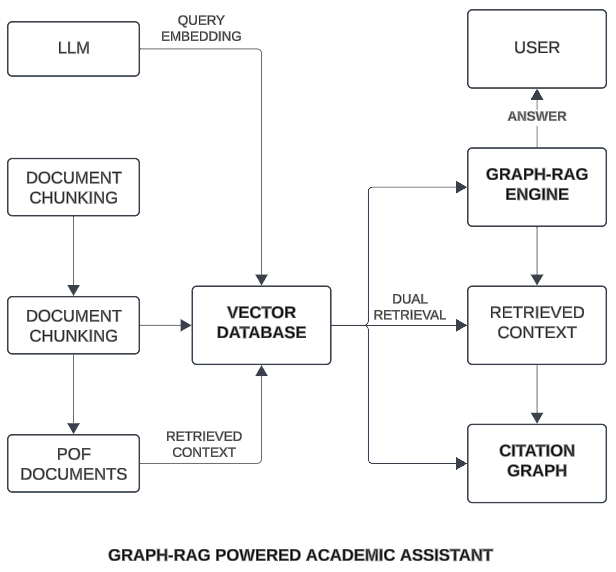 QUERY
EMBEDDING
LLM
USER
ANSWER
DOCUMENT
CHUNKING
GRAPH-RAG
ENGINE
DOCUMENT
CHUNKING
VECTOR
DATABASE
DUAL
RETRIEVAL
RETRIEVED
CONTEXT
POF
DOCUMENTS
RETRIEVED
CONTEXT
CITATION
GRAPH
GRAPH-RAG POWERED ACADEMIC ASSISTANT